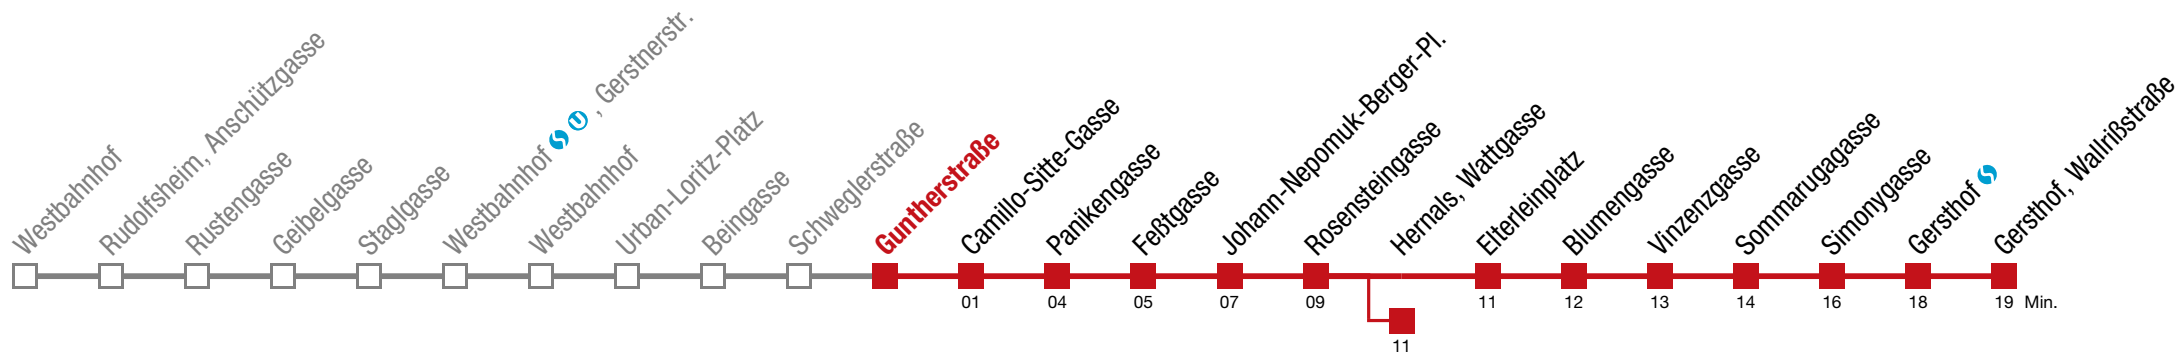 Westbahnhof
Rudolfsheim, Anschützgasse
Rustengasse
Geibelgasse
Staglgasse
Westbahnhof S U , Gerstnerstr.
Westbahnhof
Urban-Loritz-Platz
Beingasse
Schweglerstraße
Guntherstraße
Camillo-Sitte-Gasse
Panikengasse
Feßtgasse
Johann-Nepomuk-Berger-Pl.
Rosensteingasse
Hernals, Wattgasse
Elterleinplatz
Blumengasse
Vinzenzgasse
Sommarugagasse
Simonygasse
Gersthof S
Gersthof, Wallrißstraße
01 04 05 07 09 11 12 13 14 16 18 19 Min.
11